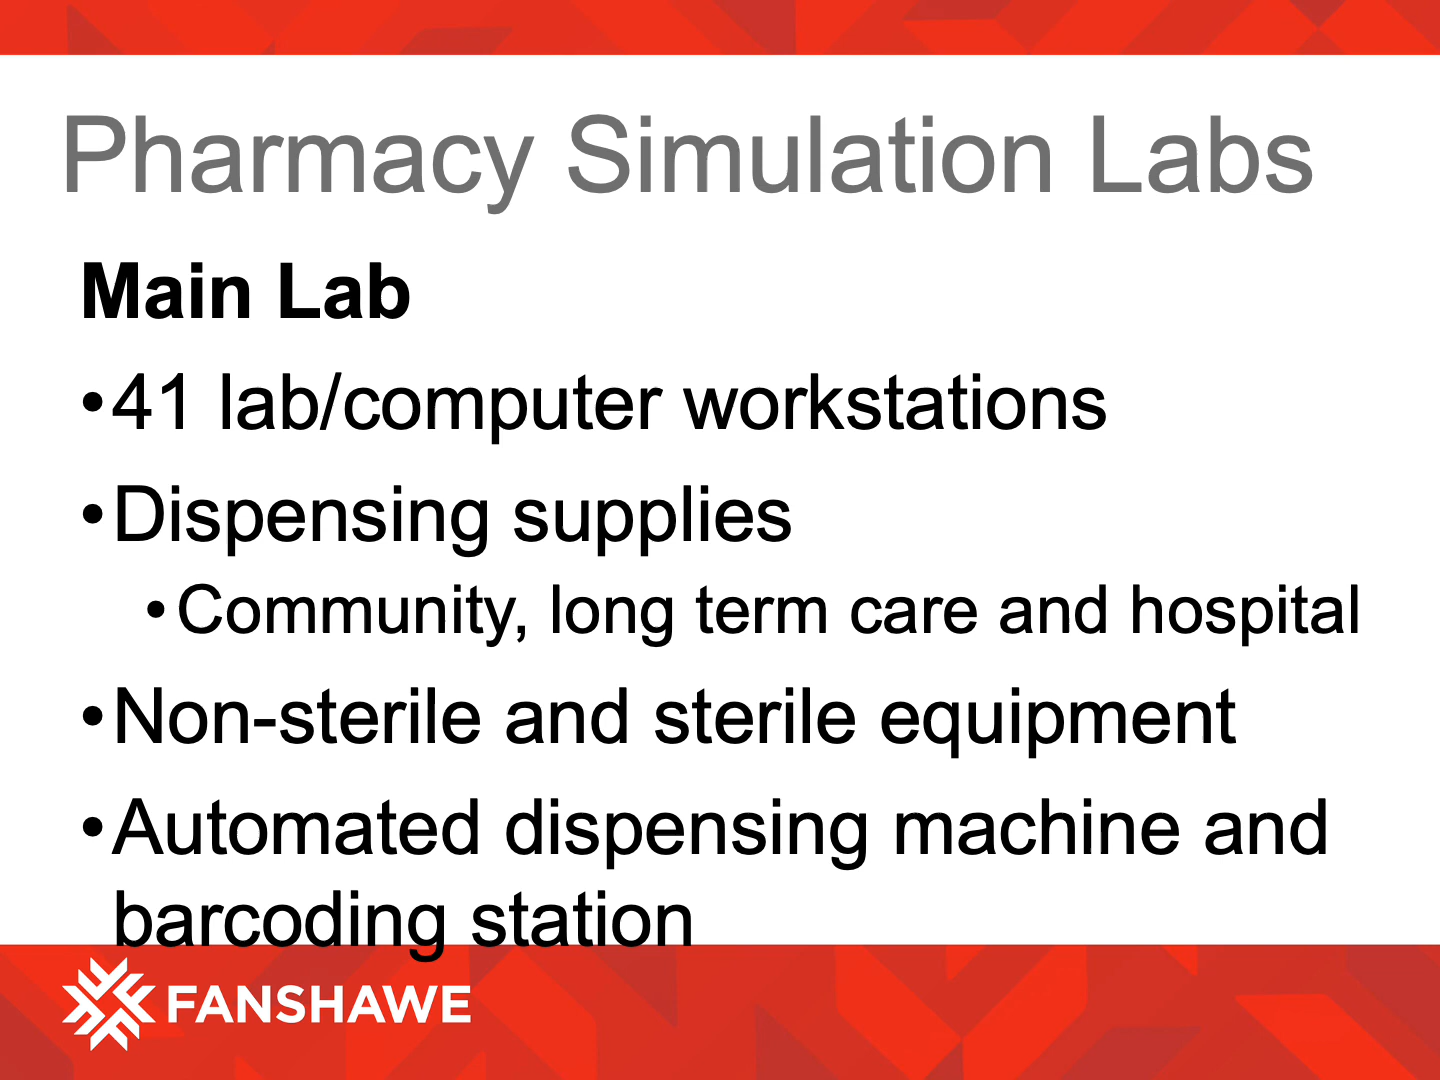 Pharmacy Simulation Labs
Main Lab
•41 lab/computer workstations
•Dispensing supplies
•Community, long term care and hospital
•Non-sterile and sterile equipment
•Automated dispensing machine and
barcoding station
FANSHAWE